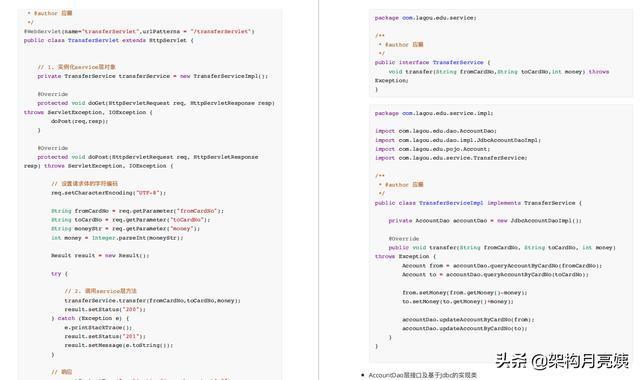 * @author 应癫
*/
@WebServlet(name="transferServlet",urlPatterns = "/transferServlet")
public class TransferServlet extends HttpServlet {
// 1. 实例化service层对象
private TransferService transferService = new TransferServiceImpl();
@Override
protected void doGet(HttpServletRequest req, HttpServletResponse resp)
throws ServletException, IOException {
doPost(req,resp);
}
@Override
protected void doPost(HttpServletRequest req, HttpServletResponse
resp) throws ServletException, IOException {
// 设置请求体的字符编码
req.setCharacterEncoding("UTF-8");
String fromCardNo = req.getParameter("fromCardNo");
String toCardNo = req.getParameter("toCardNo");
String moneyStr = req.getParameter("money");
int money = Integer.parseInt(moneyStr);
Result result = new Result();
try {
// 2. 调用service层方法
transferService.transfer(fromCardNo,toCardNo,money);
result.setStatus("200");
} catch (Exception e) {
e.printStackTrace();
result.setStatus("201");
result.setMessage(e.toString());
}
// 响应
package com.lagou.edu.service;
/**
* @author 应癫
*/
public interface TransferService {
void transfer(String fromCardNo,String toCardNo,int money) throws
Exception;
}
package com.lagou.edu.service.impl;
import com.lagou.edu.dao.AccountDao;
import com.lagou.edu.dao.impl.JdbcAccountDaoImpl;
import com.lagou.edu.pojo.Account;
import com.lagou.edu.service.TransferService;
/**
* @author 应癫
*/
public class TransferServiceImpl implements TransferService {
private AccountDao accountDao = new JdbcAccountDaoImpl();
@Override
public void transfer(String fromCardNo, String toCardNo, int money)
throws Exception {
Account from = accountDao.queryAccountByCardNo(fromCardNo);
Account to = accountDao.queryAccountByCardNo(toCardNo);
from.setMoney(from.getMoney()-money);
to.setMoney(to.getMoney()+money);
accountDao.updateAccountByCardNo(from);
accountDao.updateAccountByCardNo(to);
}
}
• AccountDao层接口及基于Jdbc的实现类
头条 @架构月亮姨